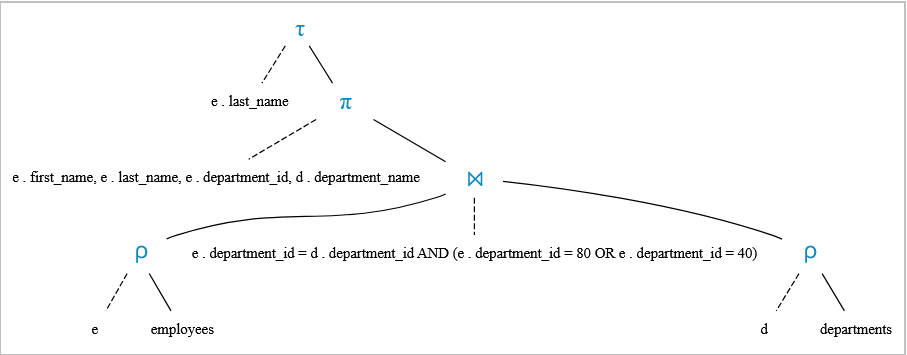 τ
e . last_name
π
e . first_name, e . last_name, e . department_id, d . department_name
⋈
ρ
e . department_id = d . department_id AND (e . department_id = 80 OR e . department_id = 40)
ρ
e
employees
d
departments